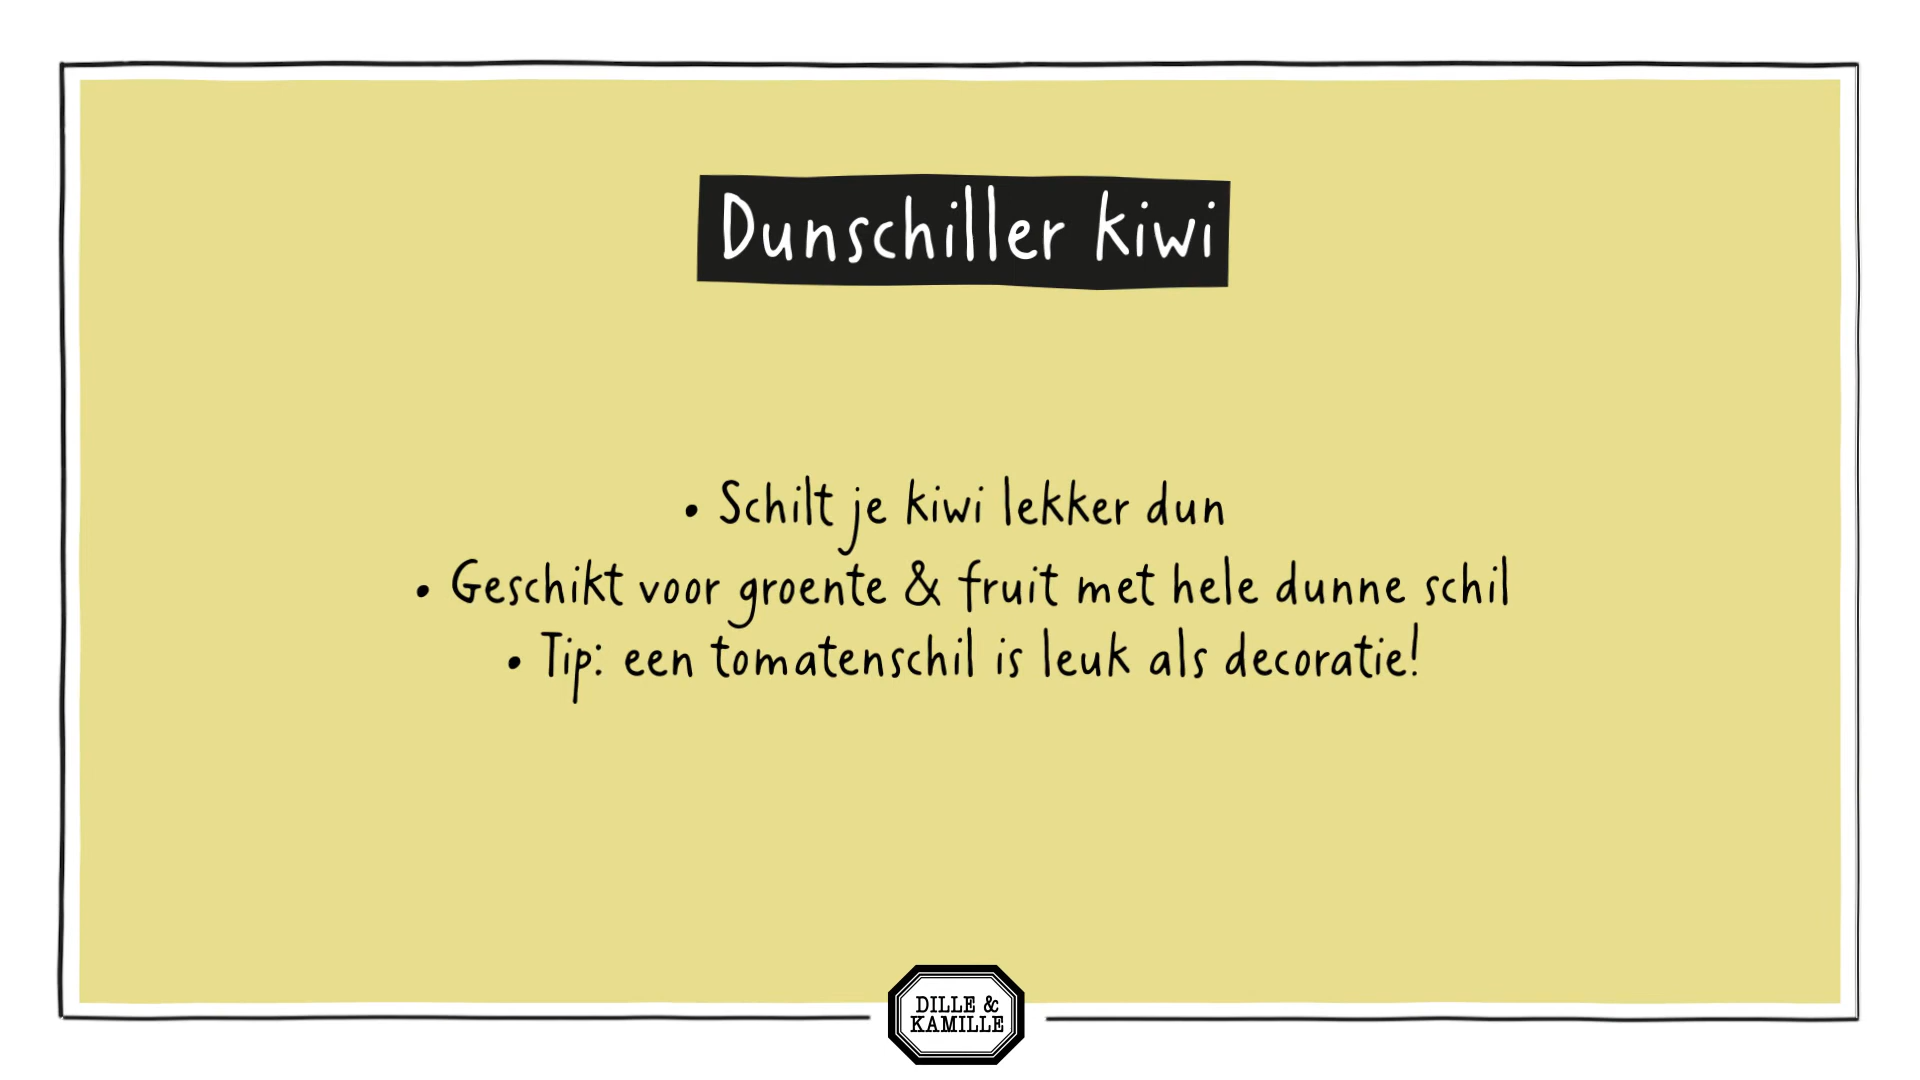 Dunschiller kiwi
• Schilt je kiwi lekker dun
• Geschikt voor groente & fruit met hele dunne schil
• Tip: een tomatenschil is leuk als decoratie!
DILLE &
KAMILLE